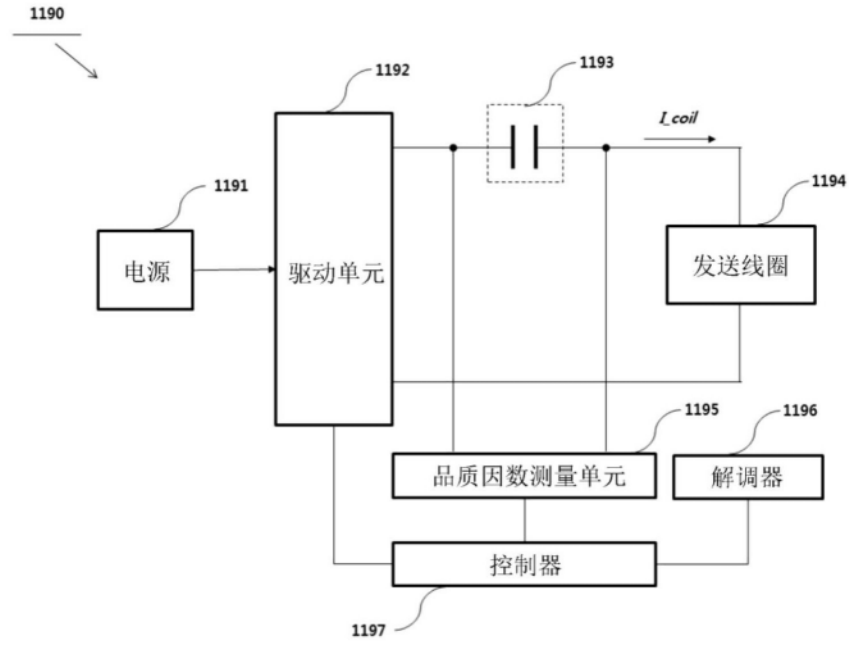 1190
1192
1193
I_coil
1191
1194
电源
驱动单元
发送线圈
1195
1196
品质因数测量单元
解调器
控制器
1197